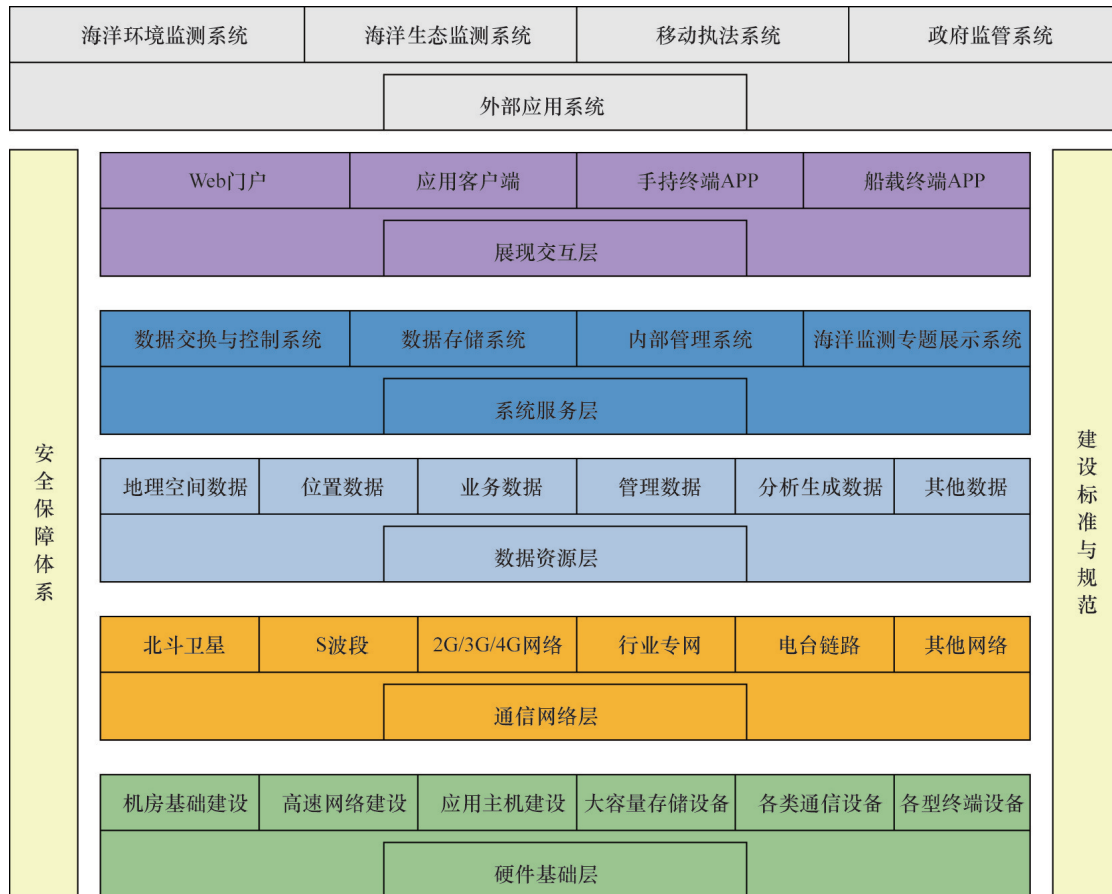 海洋环境监测系统
海洋生态监测系统
移动执法系统
政府监管系统
外部应用系统
安全保障体系
Web门户
应用客户端
手持终端APP
船载终端APP
展现交互层
数据交换与控制系统
数据存储系统
内部管理系统
海洋监测专题展示系统
系统服务层
地理空间数据
位置数据
业务数据
管理数据
分析生成数据
其他数据
数据资源层
北斗卫星
S波段
2G/3G/4G网络
行业专网
电台链路
其他网络
通信网络层
机房基础建设
高速网络建设
应用主机建设
大容量存储设备
各类通信设备
各型终端设备
硬件基础层
建设标准与规范